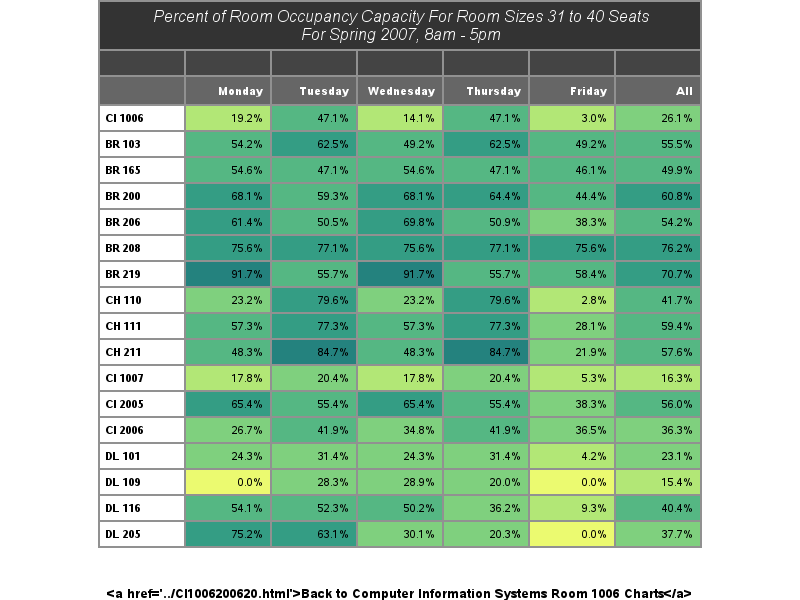 Percent of Room Occupancy Capacity For Room Sizes 31 to 40 Seats
For Spring 2007, 8am - 5pm
Monday Tuesday Wednesday Thursday Friday All
CI 1006 19.2% 47.1% 14.1% 47.1% 3.0% 26.1%
BR 103 54.2% 62.5% 49.2% 62.5% 49.2% 55.5%
BR 165 54.6% 47.1% 54.6% 47.1% 46.1% 49.9%
BR 200 68.1% 59.3% 68.1% 64.4% 44.4% 60.8%
BR 206 61.4% 50.5% 69.8% 50.9% 38.3% 54.2%
BR 208 75.6% 77.1% 75.6% 77.1% 75.6% 76.2%
BR 219 91.7% 55.7% 91.7% 55.7% 58.4% 70.7%
CH 110 23.2% 79.6% 23.2% 79.6% 2.8% 41.7%
CH 111 57.3% 77.3% 57.3% 77.3% 28.1% 59.4%
CH 211 48.3% 84.7% 48.3% 84.7% 21.9% 57.6%
CI 1007 17.8% 20.4% 17.8% 20.4% 5.3% 16.3%
CI 2005 65.4% 55.4% 65.4% 55.4% 38.3% 56.0%
CI 2006 26.7% 41.9% 34.8% 41.9% 36.5% 36.3%
DL 101 24.3% 31.4% 24.3% 31.4% 4.2% 23.1%
DL 109 0.0% 28.3% 28.9% 20.0% 0.0% 15.4%
DL 116 54.1% 52.3% 50.2% 36.2% 9.3% 40.4%
DL 205 75.2% 63.1% 30.1% 20.3% 0.0% 37.7%
<a href='../CI1006200620.html'>Back to Computer Information Systems Room 1006 Charts</a>